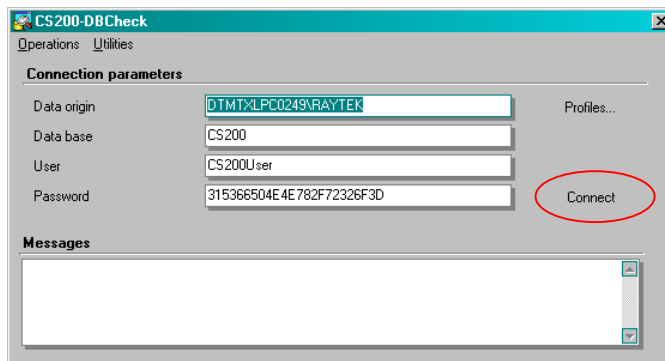 CS200-DBCheck
Operations Utilities
Connection parameters
Data origin DTMTXLPC0249\RAYTEK Profiles...
Data base CS200
User CS200User
Password 315366504E4E782F72326F3D Connect
Messages